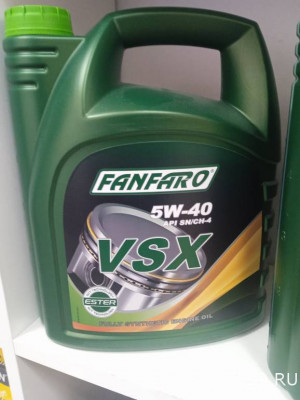 FANFARO
5W-40
API SN/CH-4
VSX
ESTER
FULLY SYNTHETIC ENGINE OIL